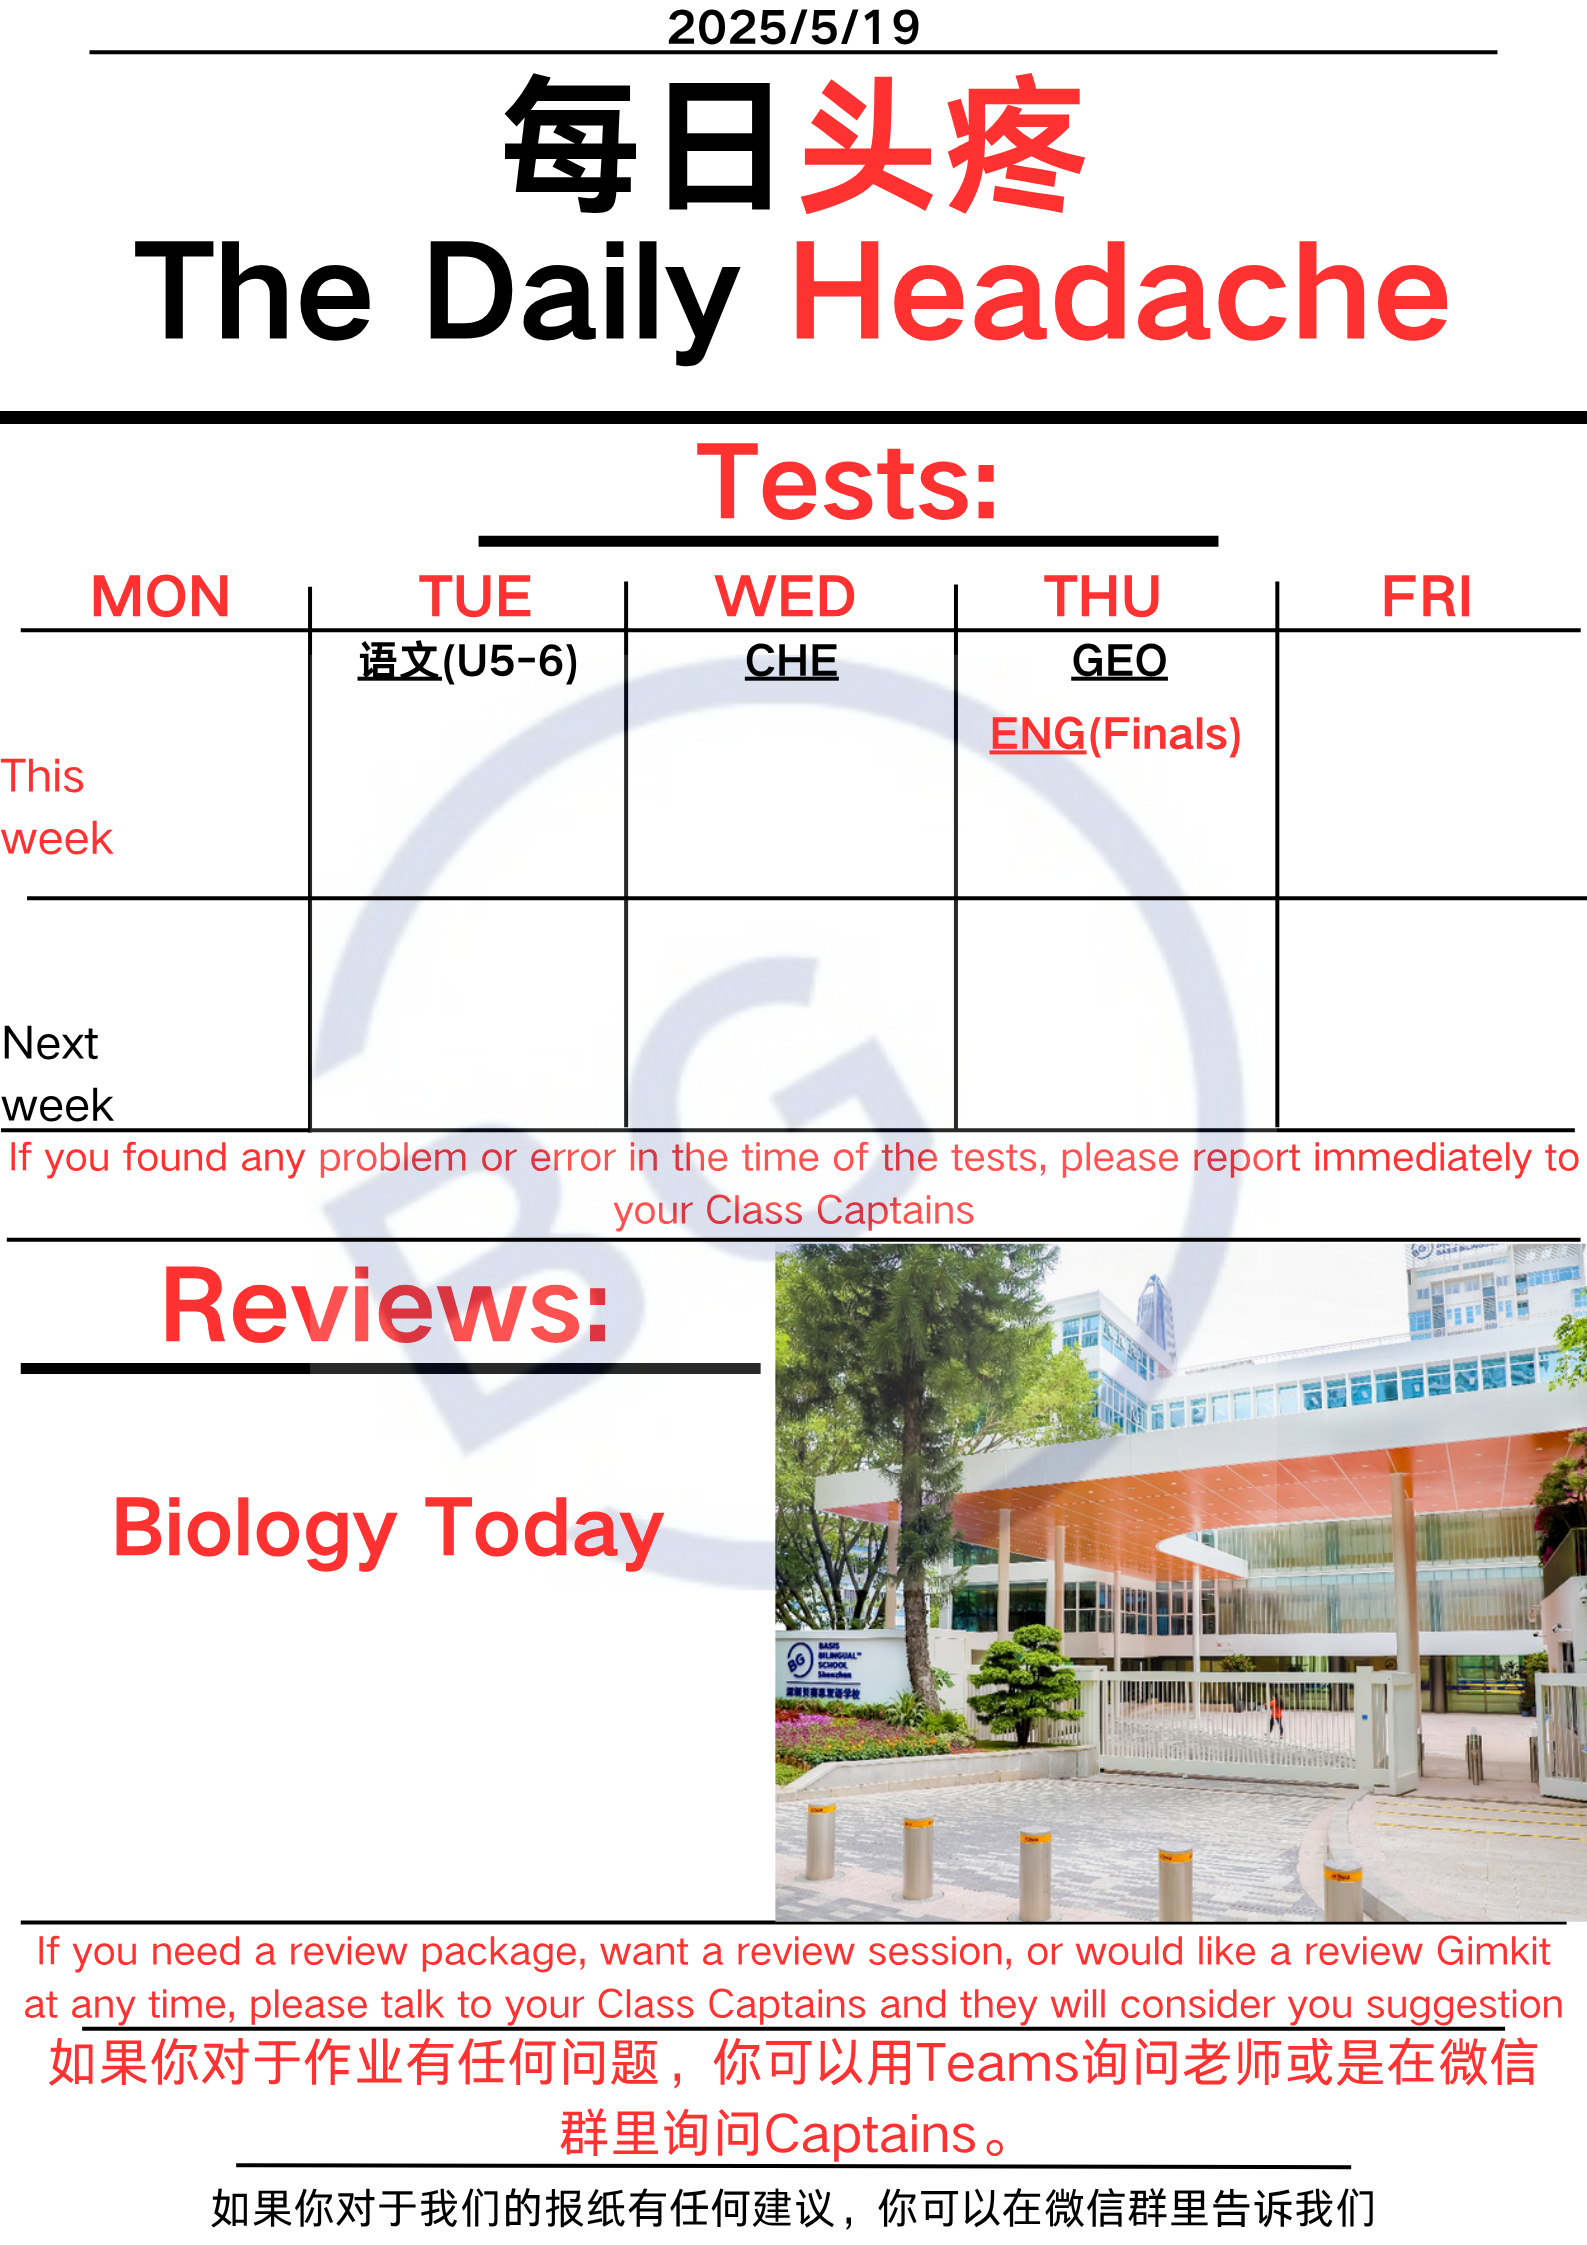 2025/5/19
每日头疼
The Daily Headache
Tests:
MON TUE WED THU FRI
语文(U5-6) CHE GEO
ENG(Finals)
This
week
Next
week
If you found any problem or error in the time of the tests, please report immediately to
your Class Captains
BG
Reviews:
Biology Today
BASIS BILINGUAL
BG
BASIS
BILINGUAL™
SCHOOL
Shenzhen
深圳贝赛思双语学校
If you need a review package, want a review session, or would like a review Gimkit
at any time, please talk to your Class Captains and they will consider you suggestion
如果你对于作业有任何问题，你可以用Teams询问老师或是在微信
群里询问Captains。
如果你对于我们的报纸有任何建议，你可以在微信群里告诉我们